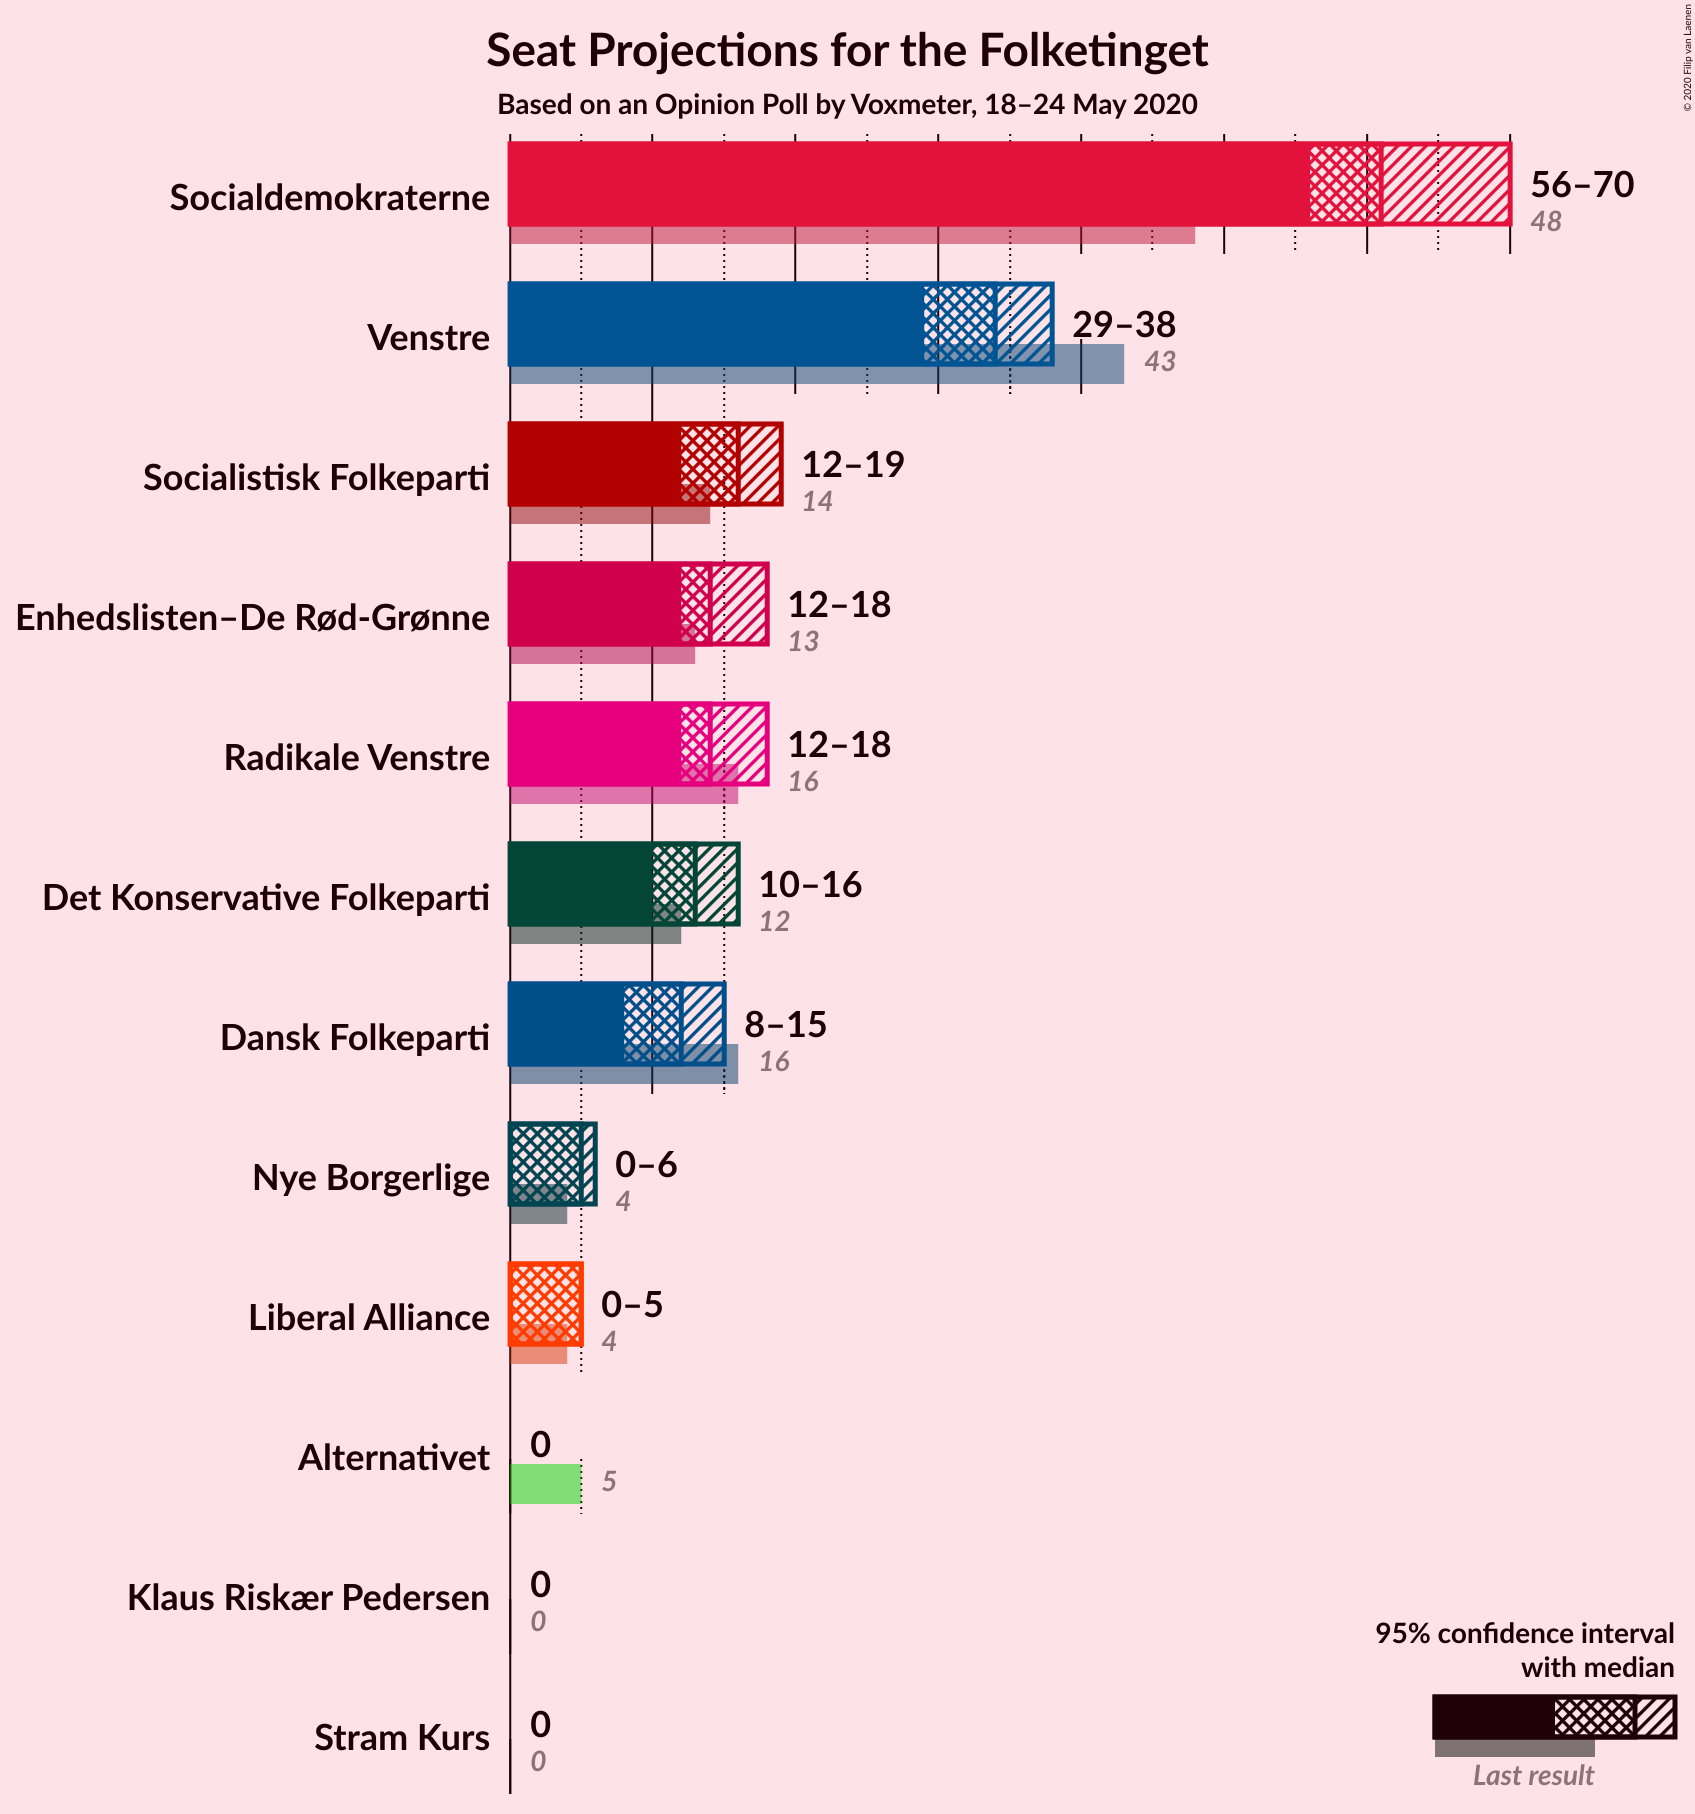 Seat Projections for the Folketinget
Based on an Opinion Poll by Voxmeter, 18–24 May 2020
© 2020 Filip van Laenen
Socialdemokraterne
56–70
48
Venstre
29–38
43
Socialistisk Folkeparti
12–19
14
Enhedslisten–De Rød-Grønne
12–18
13
Radikale Venstre
12–18
16
Det Konservative Folkeparti
10–16
12
Dansk Folkeparti
8–15
16
Nye Borgerlige
0–6
4
Liberal Alliance
0–5
4
Alternativet
0
5
Klaus Riskær Pedersen
0
0
Stram Kurs
0
0
95% confidence interval
with median
Last result